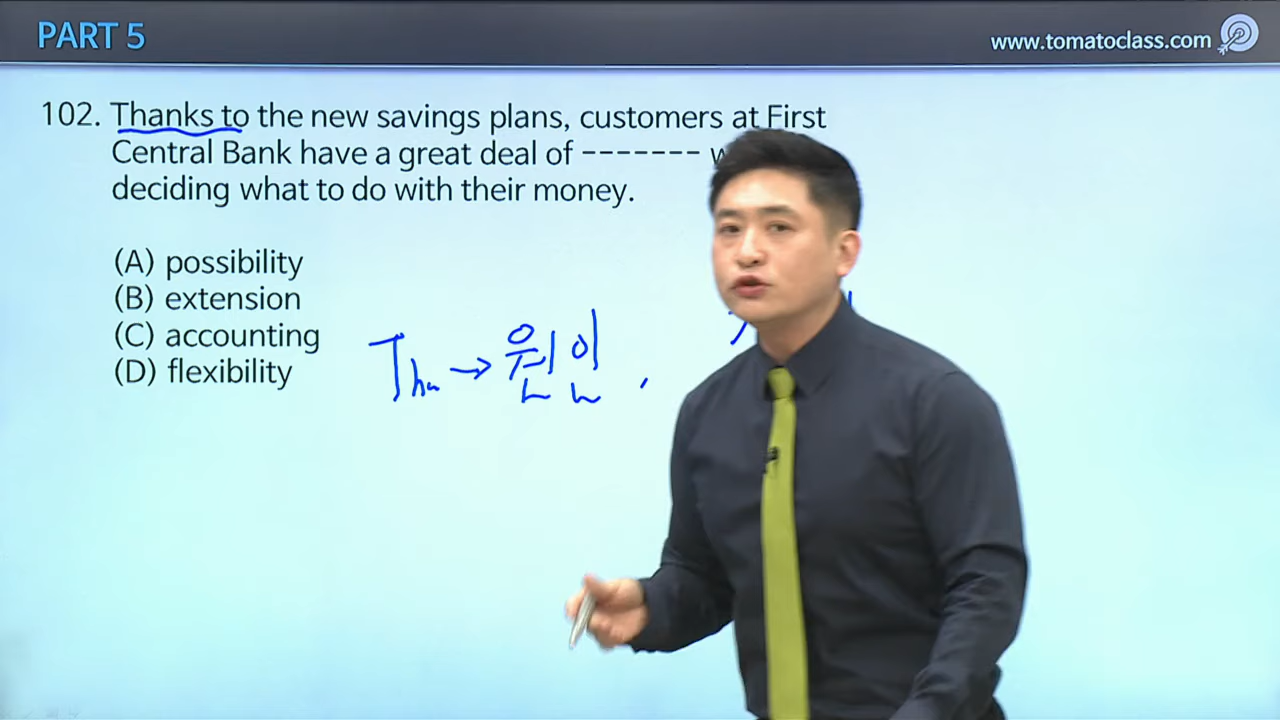 PART 5
www.tomatoclass.com
102. Thanks to the new savings plans, customers at First
Central Bank have a great deal of -------
deciding what to do with their money.
(A) possibility
(B) extension
(C) accounting
(D) flexibility
Tha → 원인 ,